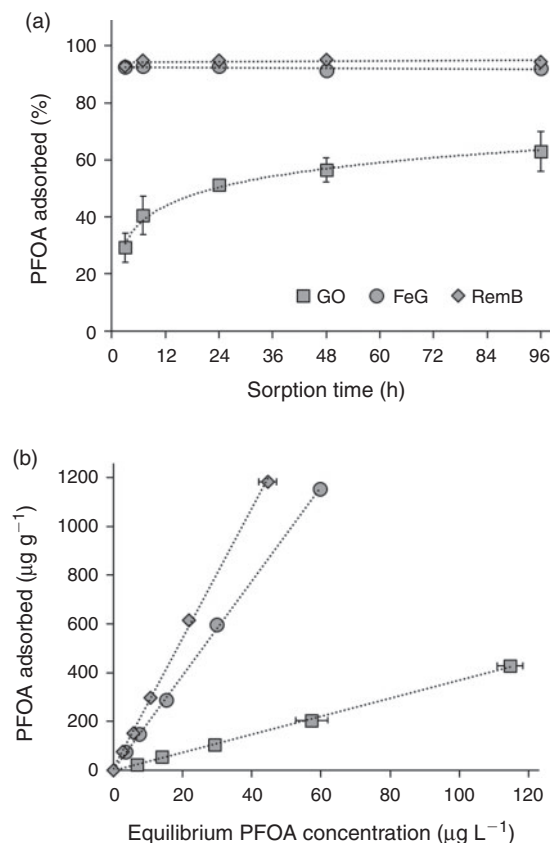 (a)
100
80
60
40
20
0
PFOA adsorbed (%)
GO FeG RemB
0 12 24 36 48 60 72 84 96
Sorption time (h)
(b)
1200
1000
800
600
400
200
0
PFOA adsorbed (µg g⁻¹)
0 20 40 60 80 100 120
Equilibrium PFOA concentration (µg L⁻¹)